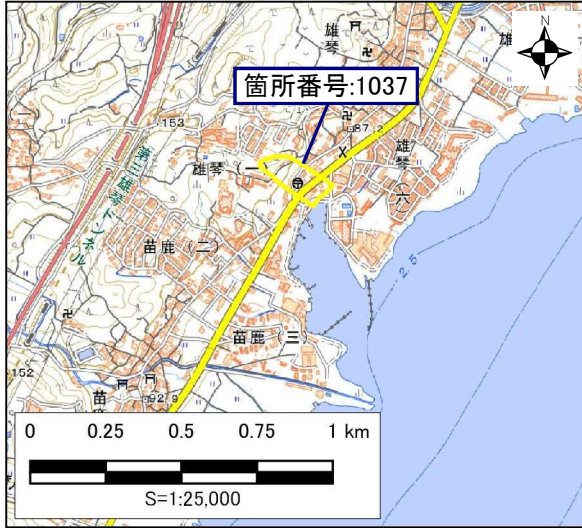 雄琴
雄
N
箇所番号:1037
153
87.2
雄琴(一
X
雄琴六
第三雄琴トンネル
苗鹿(二)
2.5
苗鹿(三)
152
苗
92.9
0 0.25 0.5 0.75 1 km
S=1:25,000